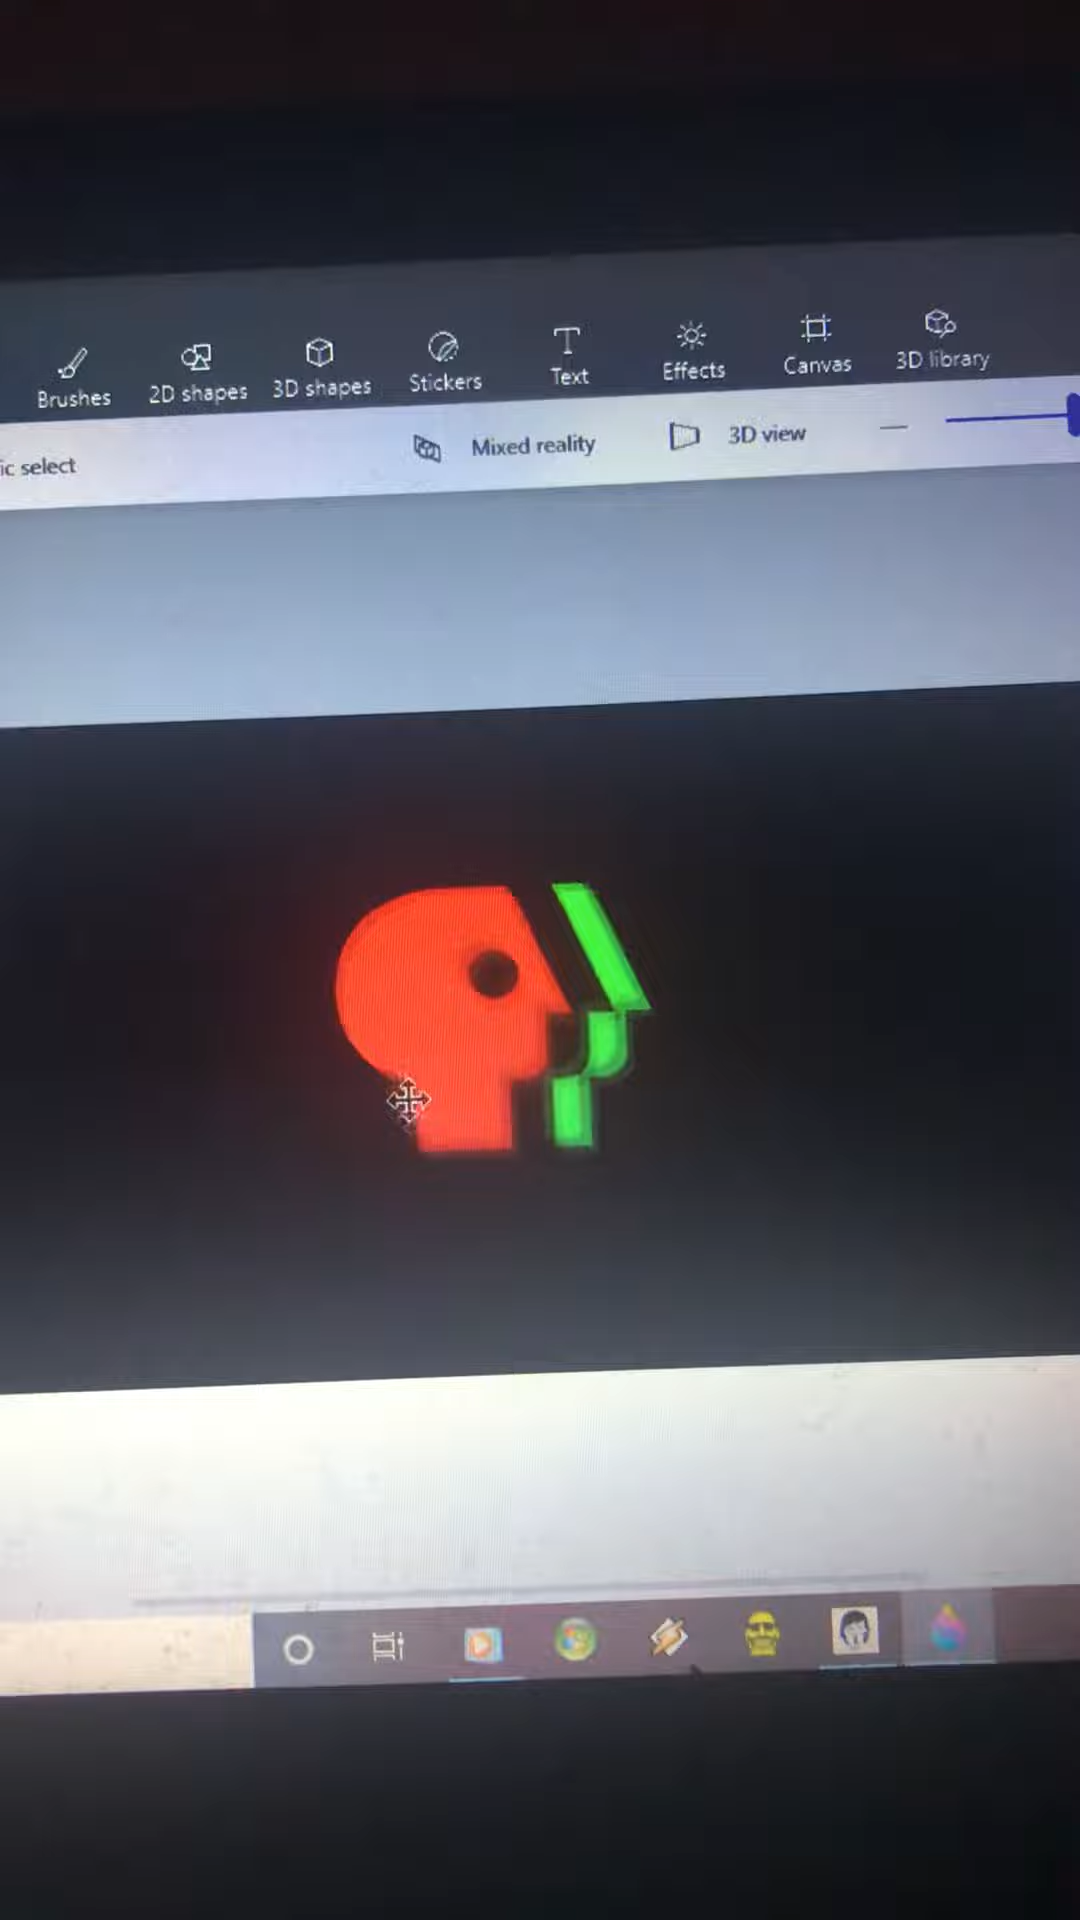 Brushes
2D shapes
3D shapes
Stickers
Text
Effects
Canvas
3D library
ic select
Mixed reality
3D view